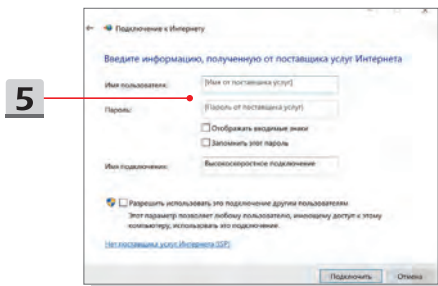 Подключение к Интернету
Введите информацию, полученную от поставщика услуг Интернета
5
Имя пользователя: [Имя от поставщика услуг]
Пароль: [Пароль от поставщика услуг]
Отображать вводимые знаки
Запомнить этот пароль
Имя подключения: Высокоскоростное подключение
Разрешить использовать это подключение другим пользователям
Этот параметр позволяет любому пользователю, имеющему доступ к этому
компьютеру, использовать это подключение.
Нет поставщика услуг Интернета (ISP)
Подключить Отмена